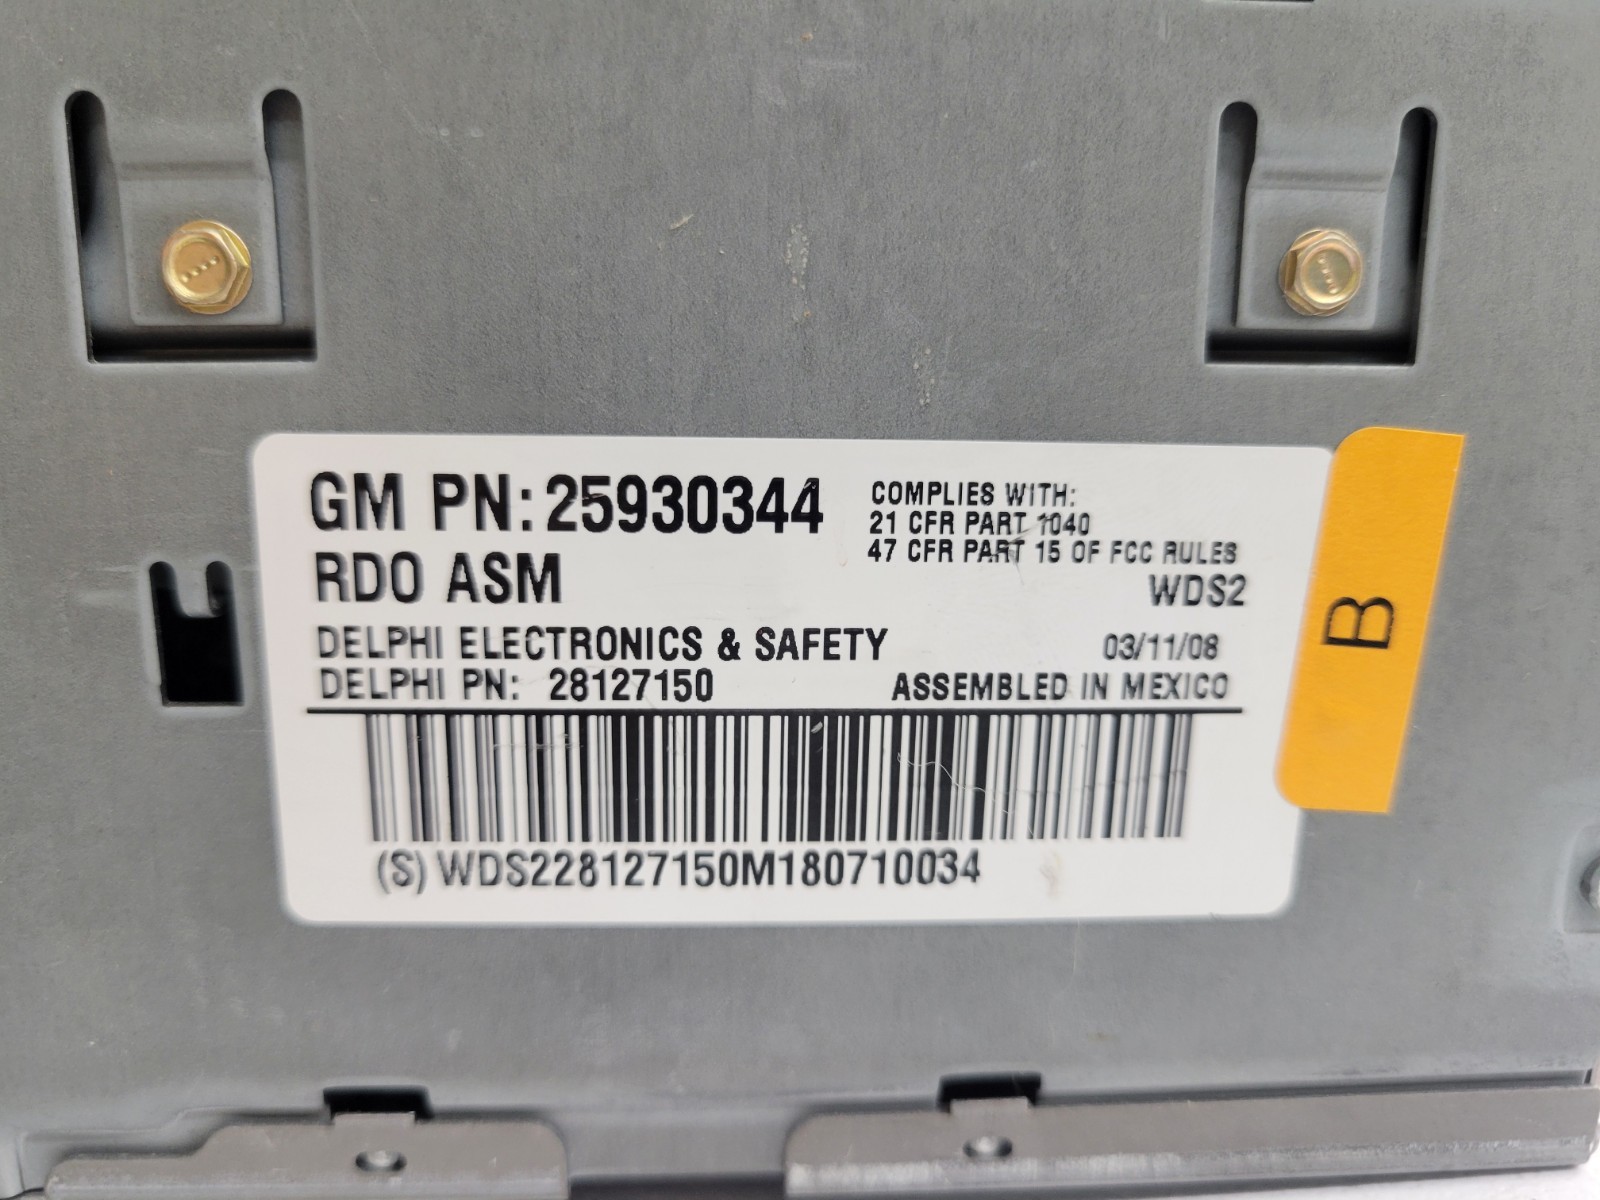 GM PN: 25930344
RDO ASM
COMPLIES WITH:
21 CFR PART 1040
47 CFR PART 15 OF FCC RULES
WDS2
DELPHI ELECTRONICS & SAFETY
03/11/08
DELPHI PN: 28127150
ASSEMBLED IN MEXICO
(S) WDS228127150M180710034
B